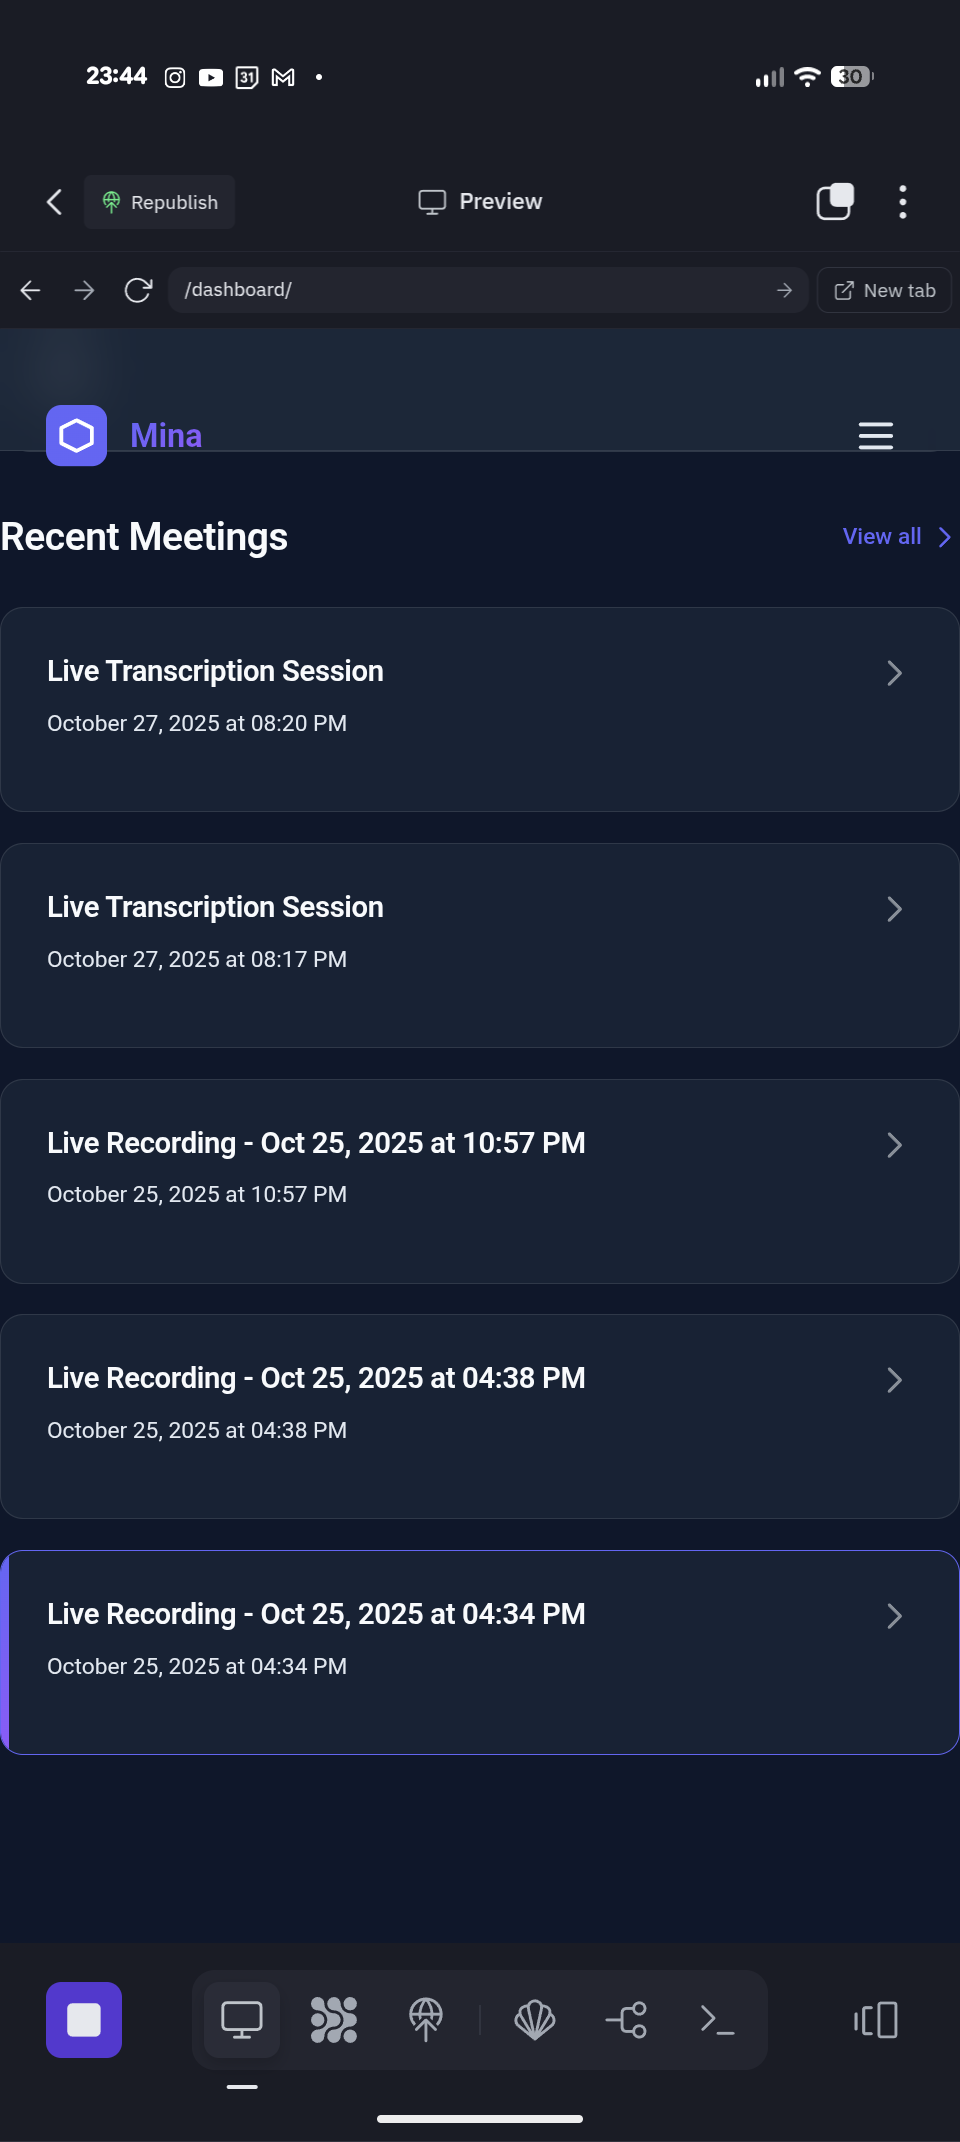 23:44
31
30
Republish
Preview
/dashboard/
New tab
Mina
Recent Meetings
View all
Live Transcription Session
October 27, 2025 at 08:20 PM
Live Transcription Session
October 27, 2025 at 08:17 PM
Live Recording - Oct 25, 2025 at 10:57 PM
October 25, 2025 at 10:57 PM
Live Recording - Oct 25, 2025 at 04:38 PM
October 25, 2025 at 04:38 PM
Live Recording - Oct 25, 2025 at 04:34 PM
October 25, 2025 at 04:34 PM